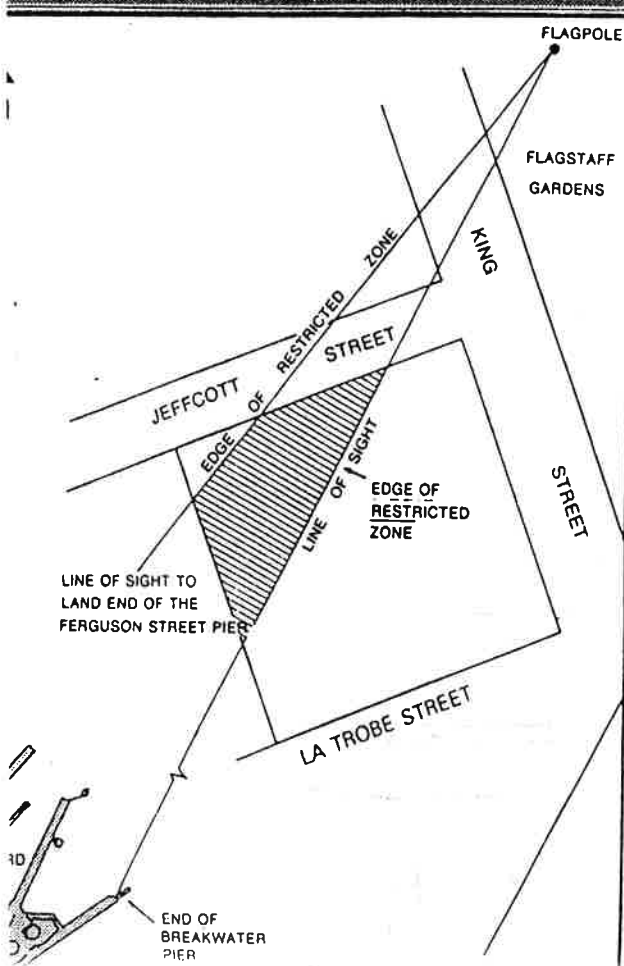 FLAGPOLE
FLAGSTAFF
GARDENS
KING
STREET
EDGE OF RESTRICTED ZONE
JEFFCOTT STREET
LINE OF SIGHT
EDGE OF
RESTRICTED
ZONE
LINE OF SIGHT TO
LAND END OF THE
FERGUSON STREET PIER
LA TROBE STREET
RD
END OF
BREAKWATER
PIER